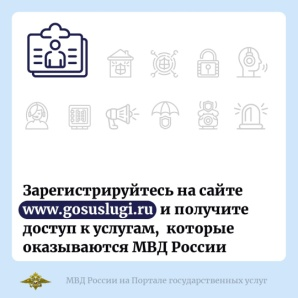 Зарегистрируйтесь на сайте
www.gosuslugi.ru и получите
доступ к услугам, которые
оказываются МВД России
МВД России на Портале государственных услуг